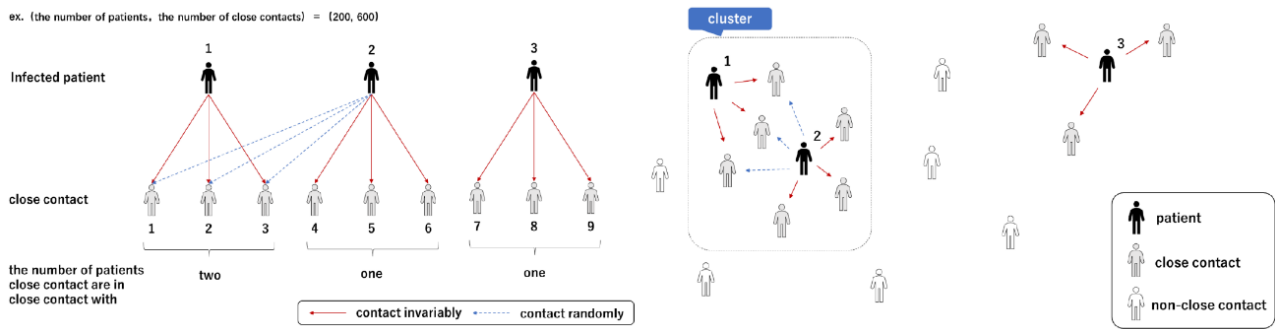 ex. (the number of patients, the number of close contacts) = (200, 600)
1 2 3
Infected patient
close contact
1 2 3 4 5 6 7 8 9
the number of patients
close contact are in
close contact with
two one one
contact invariably contact randomly
cluster
1
2
3
patient
close contact
non-close contact